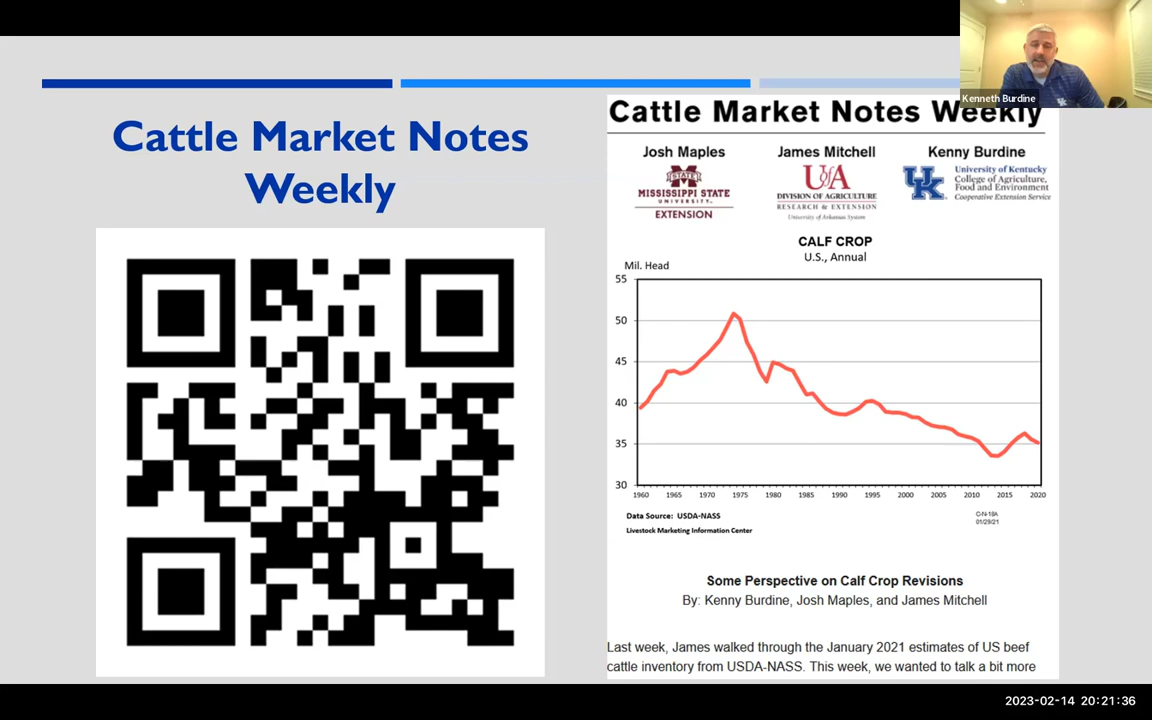 Kenneth Burdine
Cattle Market Notes
Weekly
Cattle Market Notes Weekly
Josh Maples
James Mitchell
Kenny Burdine
STATE
MISSISSIPPI STATE
UNIVERSITY
EXTENSION
UofA
DIVISION OF AGRICULTURE
RESEARCH & EXTENSION
University of Arkansas System
UK
University of Kentucky
College of Agriculture,
Food and Environment
Cooperative Extension Service
CALF CROP
U.S., Annual
Mil. Head
55
50
45
40
35
30
1960 1965 1970 1975 1980 1985 1990 1995 2000 2005 2010 2015 2020
Data Source: USDA-NASS
Livestock Marketing Information Center
C-N-18A
01/29/21
Some Perspective on Calf Crop Revisions
By: Kenny Burdine, Josh Maples, and James Mitchell
Last week, James walked through the January 2021 estimates of US beef
cattle inventory from USDA-NASS. This week, we wanted to talk a bit more
2023-02-14 20:21:36